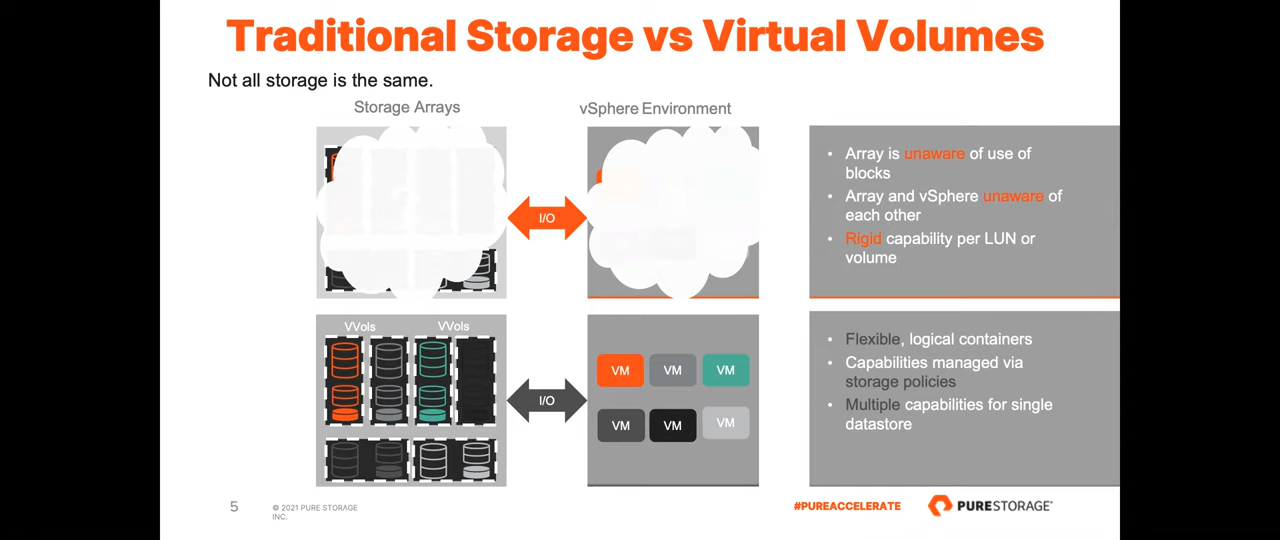 Traditional Storage vs Virtual Volumes
Not all storage is the same.
Storage Arrays
vSphere Environment
I/O
• Array is unaware of use of
blocks
• Array and vSphere unaware of
each other
• Rigid capability per LUN or
volume
VVols
VVols
I/O
VM
VM
VM
VM
VM
VM
• Flexible, logical containers
• Capabilities managed via
storage policies
• Multiple capabilities for single
datastore
5
© 2021 PURE STORAGE
INC.
#PUREACCELERATE
PURESTORAGE®